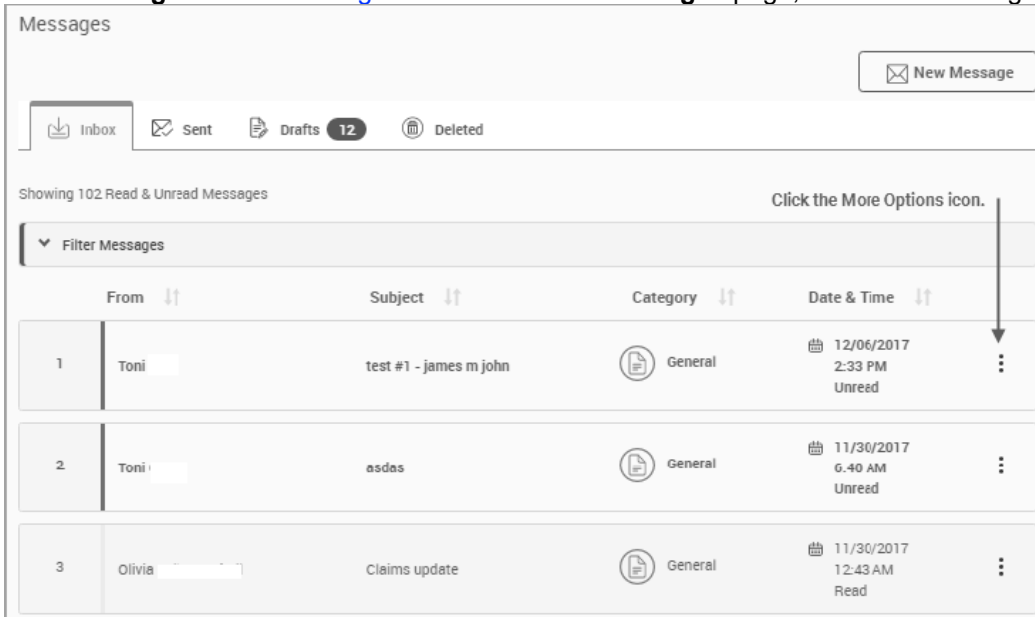 Messages
New Message
Inbox Sent Drafts 12 Deleted
Showing 102 Read & Unread Messages
Click the More Options icon.
Filter Messages
From Subject Category Date & Time
1 Toni test #1 - james m john General 12/06/2017
2:33 PM
Unread
2 Toni asdas General 11/30/2017
6:40 AM
Unread
3 Olivia Claims update General 11/30/2017
12:43 AM
Read